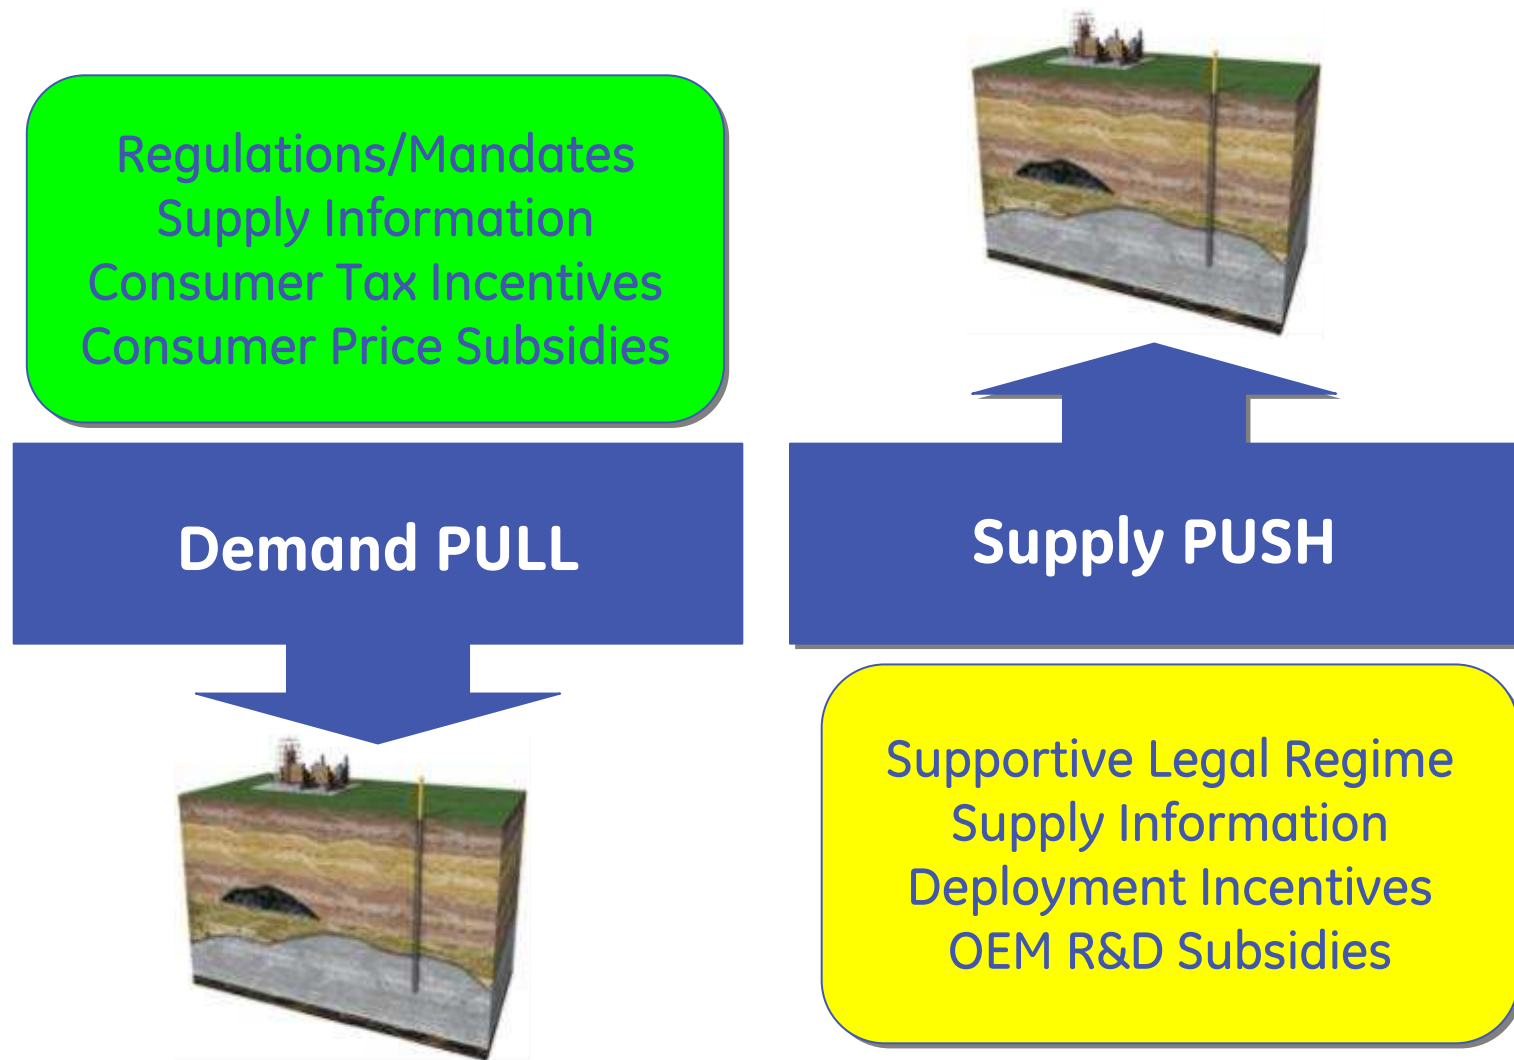 Regulations/Mandates
Supply Information
Consumer Tax Incentives
Consumer Price Subsidies
Demand PULL
Supply PUSH
Supportive Legal Regime
Supply Information
Deployment Incentives
OEM R&D Subsidies